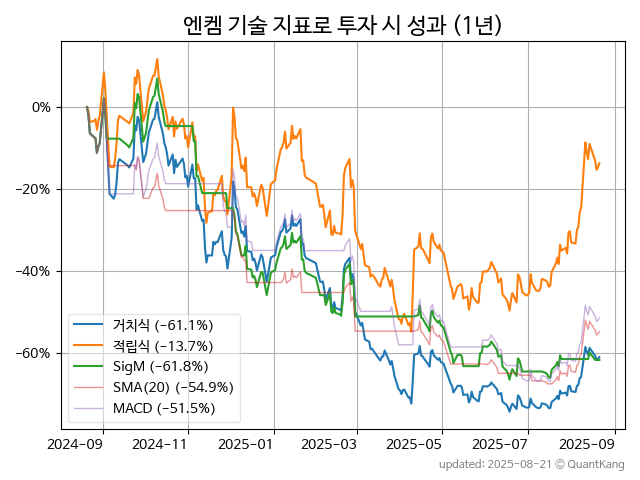 엔켐 기술 지표로 투자 시 성과 (1년)
0%
−20%
−40%
−60%
거치식 (−61.1%)
적립식 (−13.7%)
SigM (−61.8%)
SMA(20) (−54.9%)
MACD (−51.5%)
2024-09 2024-11 2025-01 2025-03 2025-05 2025-07 2025-09
updated: 2025-08-21 © QuantKang